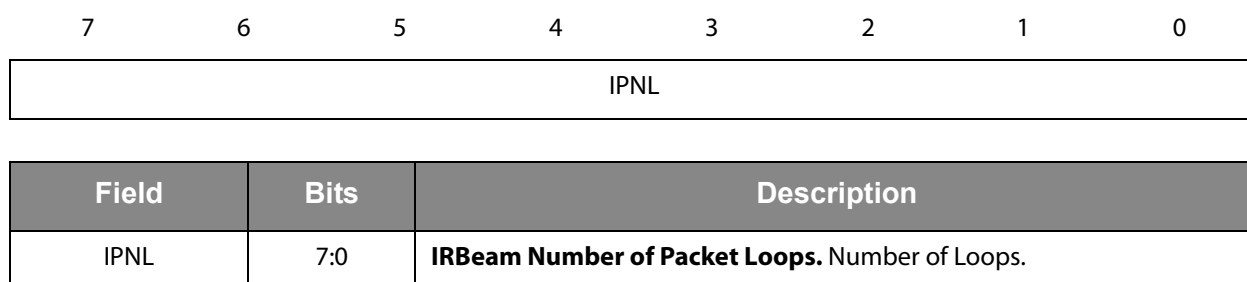 7 6 5 4 3 2 1 0
IPNL
Field Bits Description
IPNL 7:0 IRBeam Number of Packet Loops. Number of Loops.